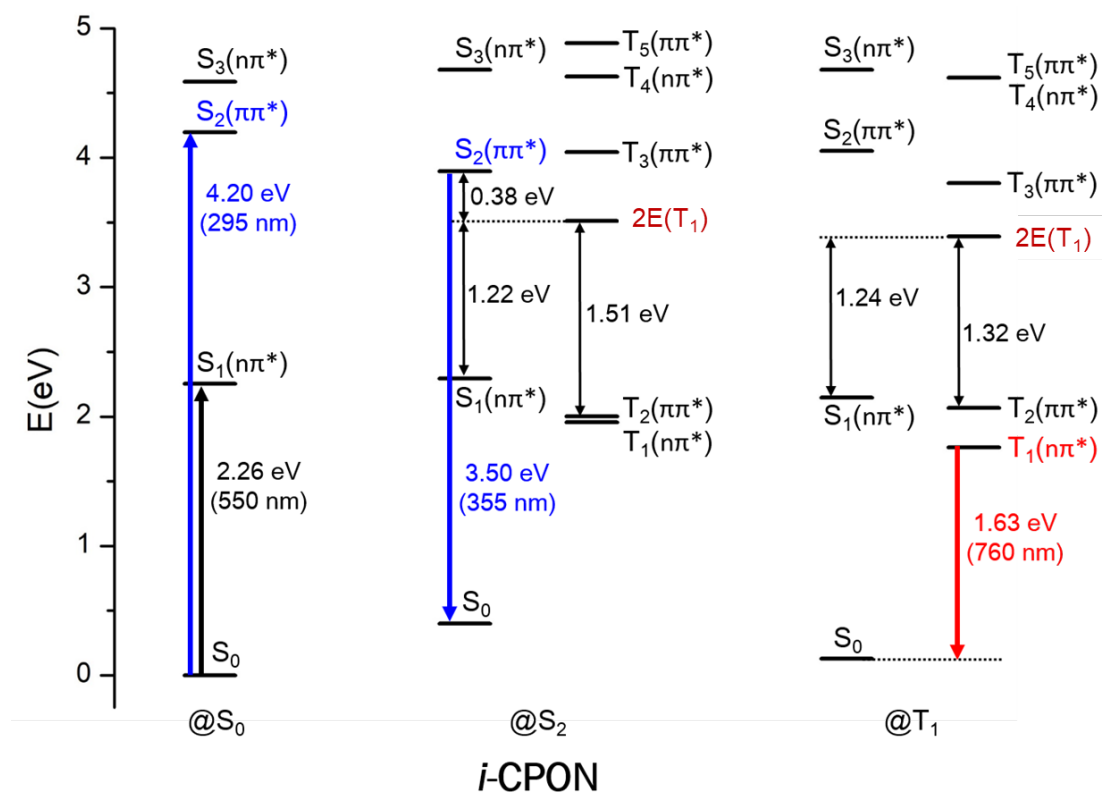 E(eV)
5
4
3
2
1
0
S₃(nπ*)
S₂(ππ*)
4.20 eV
(295 nm)
S₁(nπ*)
2.26 eV
(550 nm)
S₀
@S₀
S₃(nπ*)
T₅(ππ*)
T₄(nπ*)
S₂(ππ*)
T₃(ππ*)
0.38 eV
2E(T₁)
1.22 eV
1.51 eV
S₁(nπ*)
T₂(ππ*)
T₁(nπ*)
3.50 eV
(355 nm)
S₀
@S₂
S₃(nπ*)
T₅(ππ*)
T₄(nπ*)
S₂(ππ*)
T₃(ππ*)
2E(T₁)
1.24 eV
1.32 eV
S₁(nπ*)
T₂(ππ*)
T₁(nπ*)
1.63 eV
(760 nm)
S₀
@T₁
i-CPON